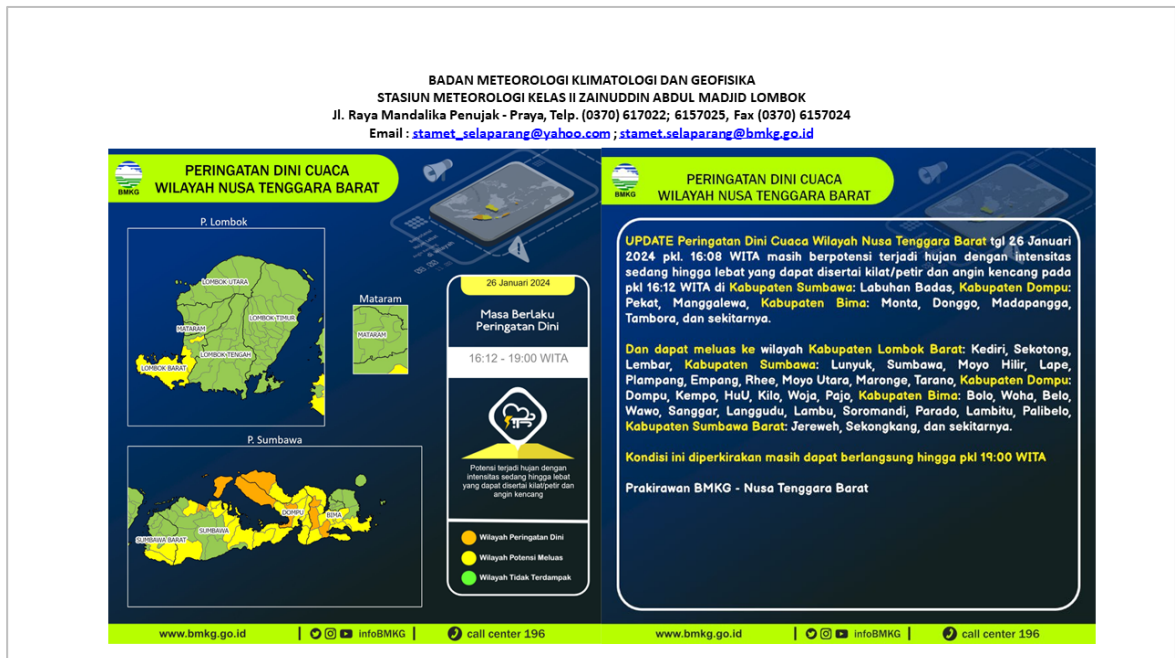 BADAN METEOROLOGI KLIMATOLOGI DAN GEOFISIKA
STASIUN METEOROLOGI KELAS II ZAINUDDIN ABDUL MADJID LOMBOK
Jl. Raya Mandalika Penujak - Praya, Telp. (0370) 617022; 6157025, Fax (0370) 6157024
Email : stamet_selaparang@yahoo.com ; stamet.selaparang@bmkg.go.id
BMKG
PERINGATAN DINI CUACA
WILAYAH NUSA TENGGARA BARAT
P. Lombok
LOMBOK UTARA
LOMBOK TIMUR
MATARAM
LOMBOK TENGAH
LOMBOK BARAT
Mataram
MATARAM
P. Sumbawa
DOMPU
BIMA
SUMBAWA
SUMBAWA BARAT
26 Januari 2024
Masa Berlaku
Peringatan Dini
16:12 - 19:00 WITA
Potensi terjadi hujan dengan
intensitas sedang hingga lebat
yang dapat disertai kilat/petir dan
angin kencang
Wilayah Peringatan Dini
Wilayah Potensi Meluas
Wilayah Tidak Terdampak
www.bmkg.go.id | infoBMKG | call center 196
BMKG
PERINGATAN DINI CUACA
WILAYAH NUSA TENGGARA BARAT
UPDATE Peringatan Dini Cuaca Wilayah Nusa Tenggara Barat tgl 26 Januari
2024 pkl. 16:08 WITA masih berpotensi terjadi hujan dengan intensitas
sedang hingga lebat yang dapat disertai kilat/petir dan angin kencang pada
pkl 16:12 WITA di Kabupaten Sumbawa: Labuhan Badas, Kabupaten Dompu:
Pekat, Manggalewa, Kabupaten Bima: Monta, Donggo, Madapangga,
Tambora, dan sekitarnya.
Dan dapat meluas ke wilayah Kabupaten Lombok Barat: Kediri, Sekotong,
Lembar, Kabupaten Sumbawa: Lunyuk, Sumbawa, Moyo Hilir, Lape,
Plampang, Empang, Rhee, Moyo Utara, Maronge, Tarano, Kabupaten Dompu:
Dompu, Kempo, HuU, Kilo, Woja, Pajo, Kabupaten Bima: Bolo, Woha, Belo,
Wawo, Sanggar, Langgudu, Lambu, Soromandi, Parado, Lambitu, Palibelo,
Kabupaten Sumbawa Barat: Jereweh, Sekongkang, dan sekitarnya.
Kondisi ini diperkirakan masih dapat berlangsung hingga pkl 19:00 WITA
Prakirawan BMKG - Nusa Tenggara Barat
www.bmkg.go.id | infoBMKG | call center 196